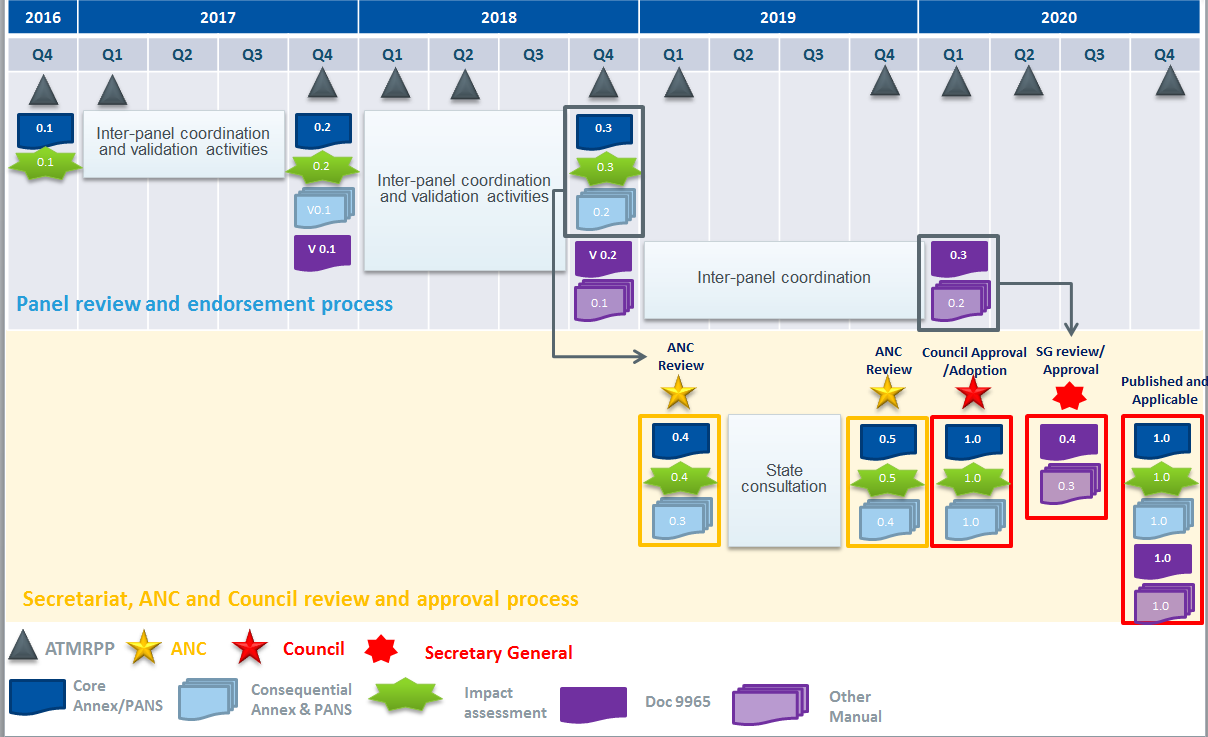 2016 2017 2018 2019 2020
Q4 Q1 Q2 Q3 Q4 Q1 Q2 Q3 Q4 Q1 Q2 Q3 Q4 Q1 Q2 Q3 Q4
0.1
0.1
Inter-panel coordination
and validation activities
0.2
0.2
V0.1
V 0.1
Inter-panel coordination
and validation activities
0.3
0.3
0.2
V 0.2
0.1
Inter-panel coordination
0.3
0.2
Panel review and endorsement process
ANC
Review
0.4
0.4
0.3
State
consultation
ANC
Review
0.5
0.5
0.4
Council Approval
/Adoption
1.0
1.0
1.0
SG review/
Approval
0.4
0.3
Published and
Applicable
1.0
1.0
1.0
1.0
1.0
Secretariat, ANC and Council review and approval process
ATMRPP
ANC
Council
Secretary General
Core
Annex/PANS
Consequential
Annex & PANS
Impact
assessment
Doc 9965
Other
Manual